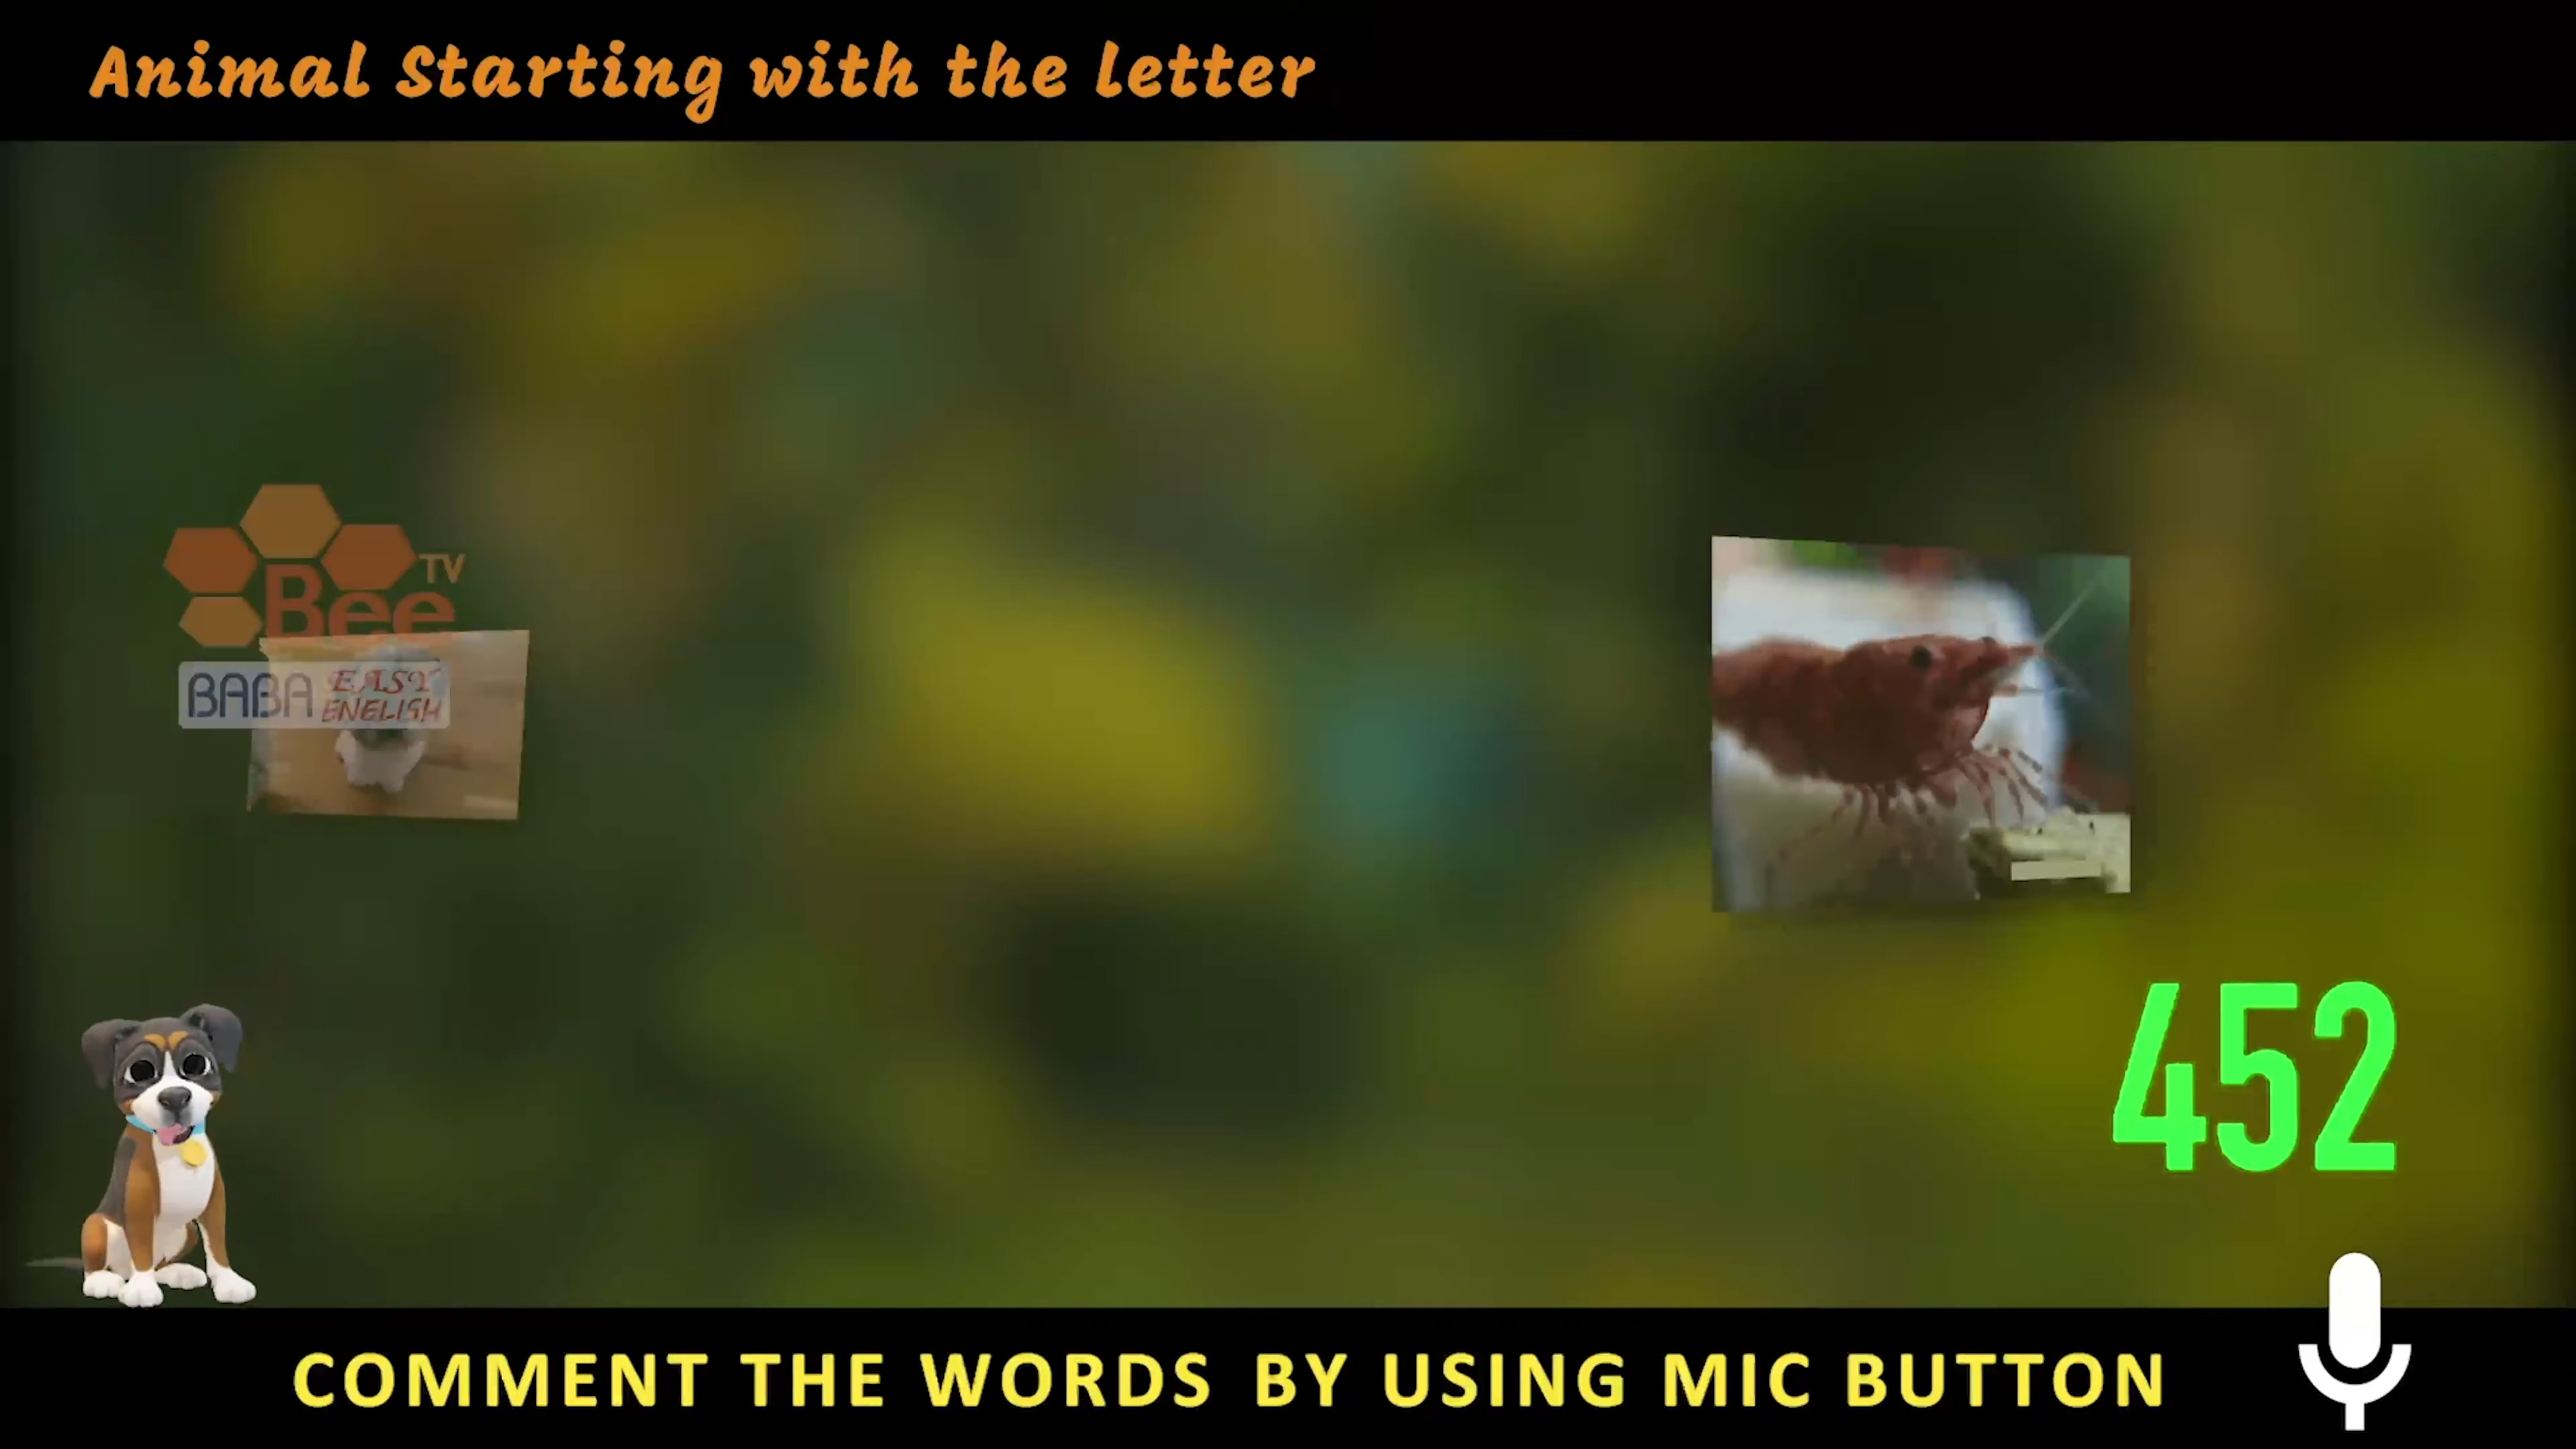 Animal Starting with the letter
TV
Bee
BABA EASY
ENGLISH
452
COMMENT THE WORDS BY USING MIC BUTTON